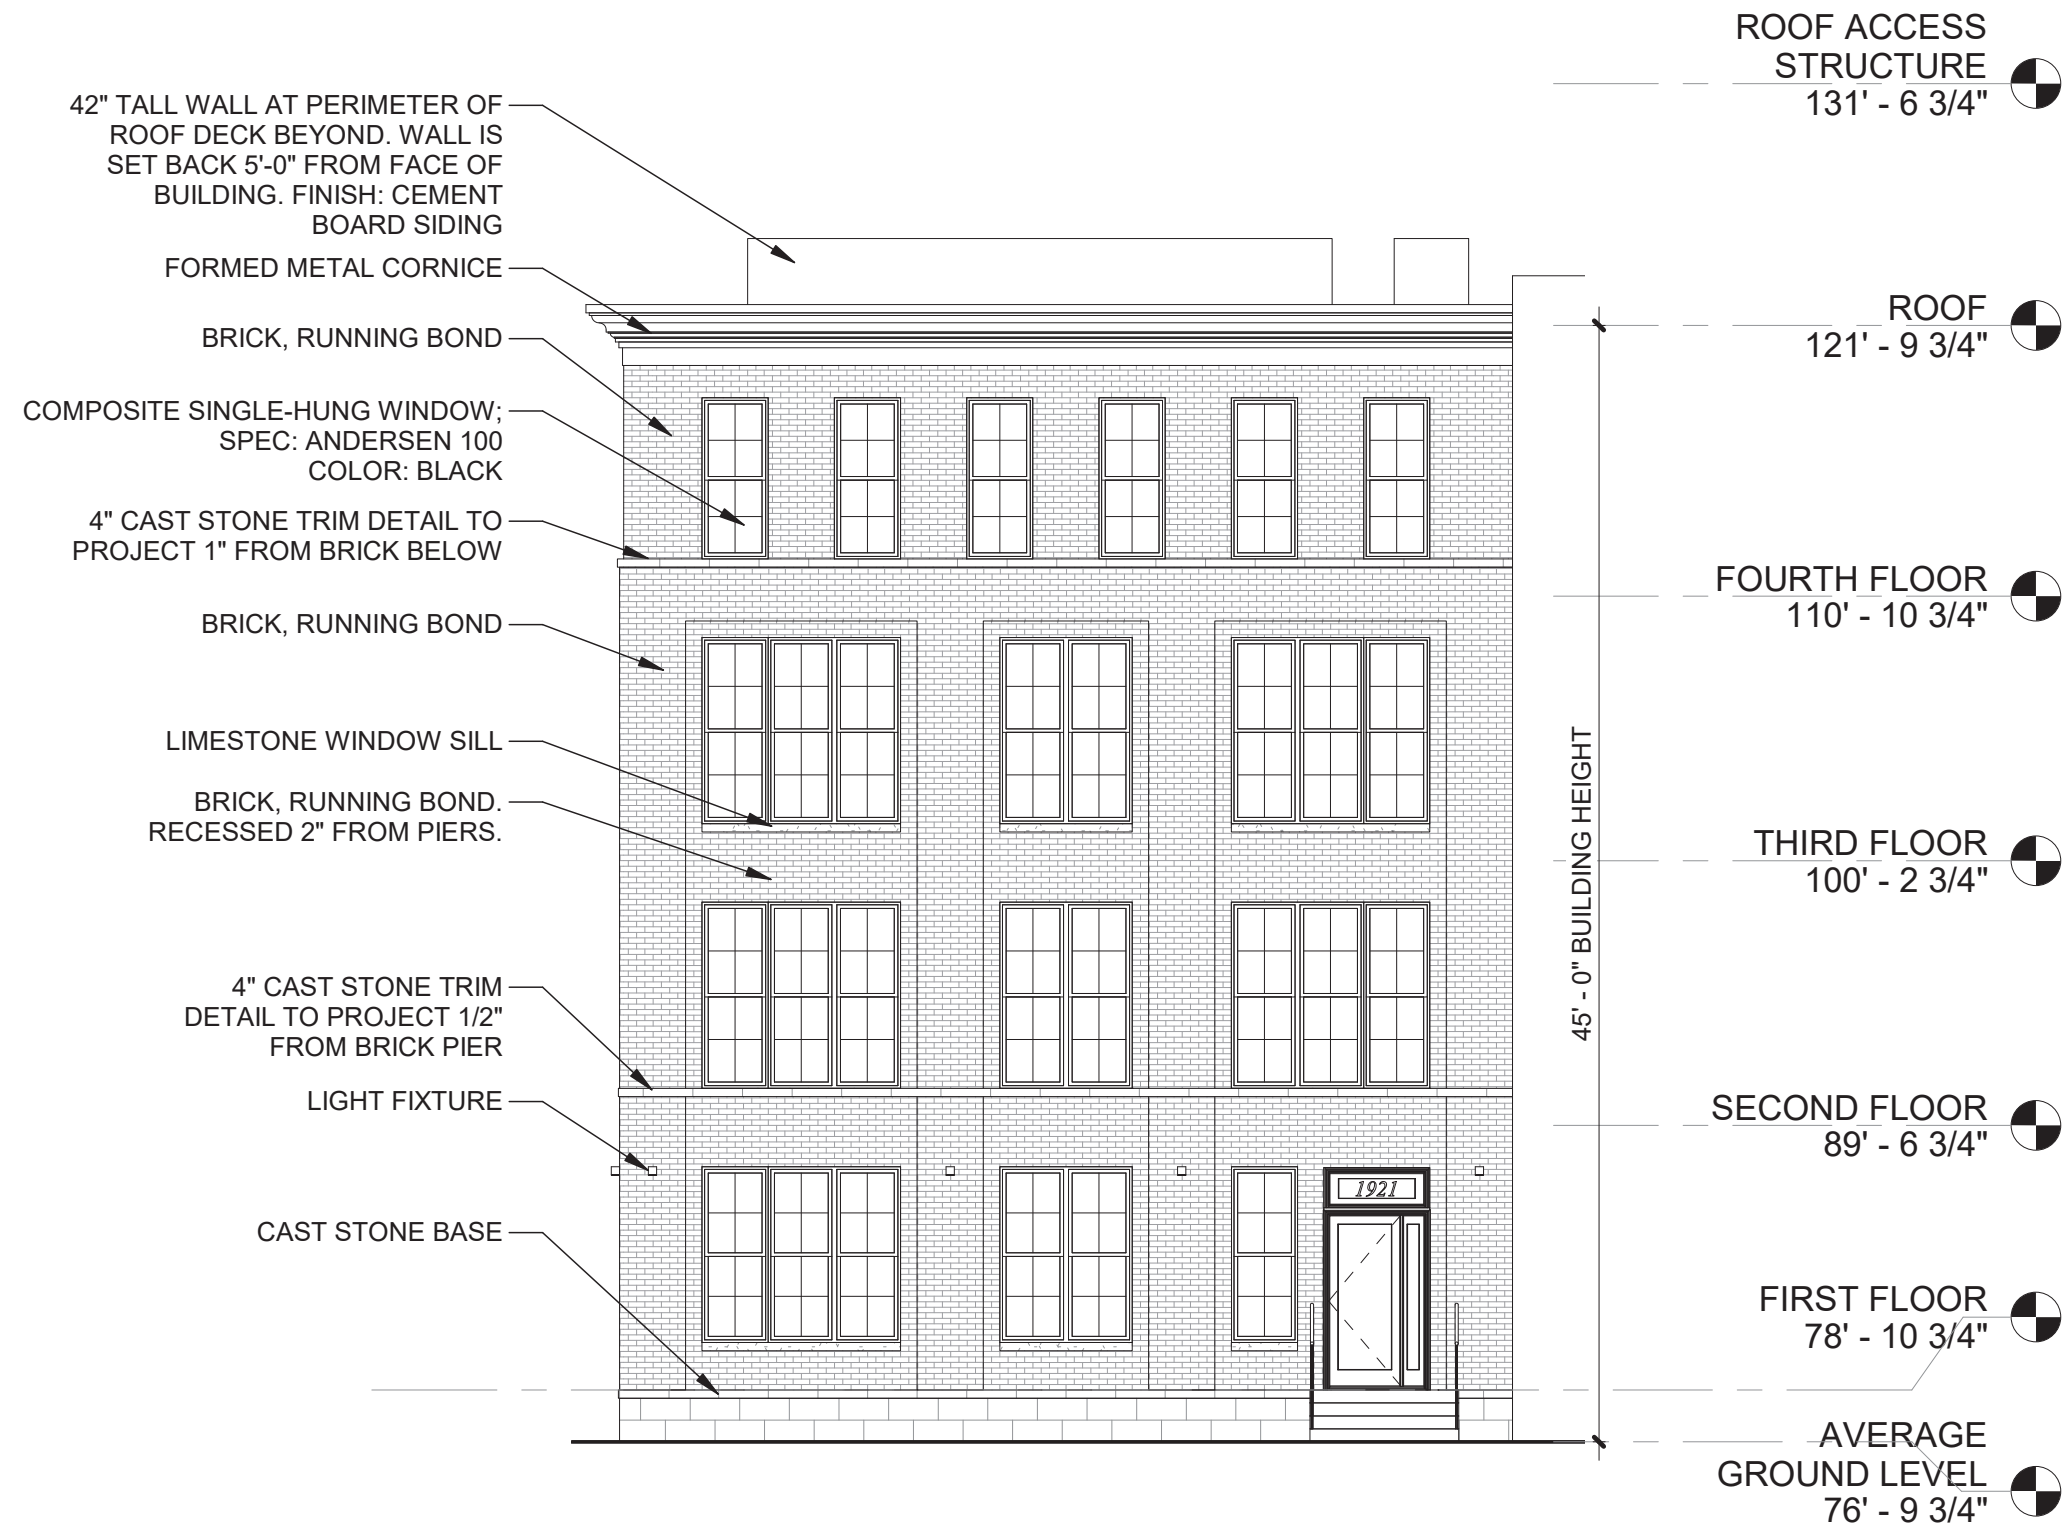 42" TALL WALL AT PERIMETER OF
ROOF DECK BEYOND. WALL IS
SET BACK 5'-0" FROM FACE OF
BUILDING. FINISH: CEMENT
BOARD SIDING
FORMED METAL CORNICE
BRICK, RUNNING BOND
COMPOSITE SINGLE-HUNG WINDOW;
SPEC: ANDERSEN 100
COLOR: BLACK
4" CAST STONE TRIM DETAIL TO
PROJECT 1" FROM BRICK BELOW
BRICK, RUNNING BOND
LIMESTONE WINDOW SILL
BRICK, RUNNING BOND.
RECESSED 2" FROM PIERS.
4" CAST STONE TRIM
DETAIL TO PROJECT 1/2"
FROM BRICK PIER
LIGHT FIXTURE
CAST STONE BASE
1921
45' - 0" BUILDING HEIGHT
ROOF ACCESS
STRUCTURE
131' - 6 3/4"
ROOF
121' - 9 3/4"
FOURTH FLOOR
110' - 10 3/4"
THIRD FLOOR
100' - 2 3/4"
SECOND FLOOR
89' - 6 3/4"
FIRST FLOOR
78' - 10 3/4"
AVERAGE
GROUND LEVEL
76' - 9 3/4"